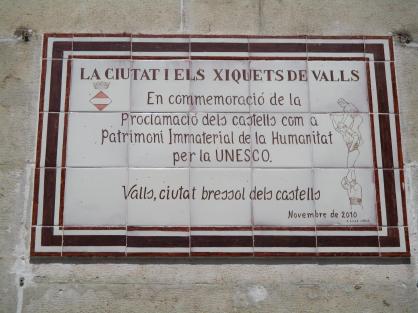 LA CIUTAT I ELS XIQUETS DE VALLS
En commemoració de la
Proclamació dels castells com a
Patrimoni Immaterial de la Humanitat
per la UNESCO.
Valls, ciutat bressol dels castells
Novembre de 2010